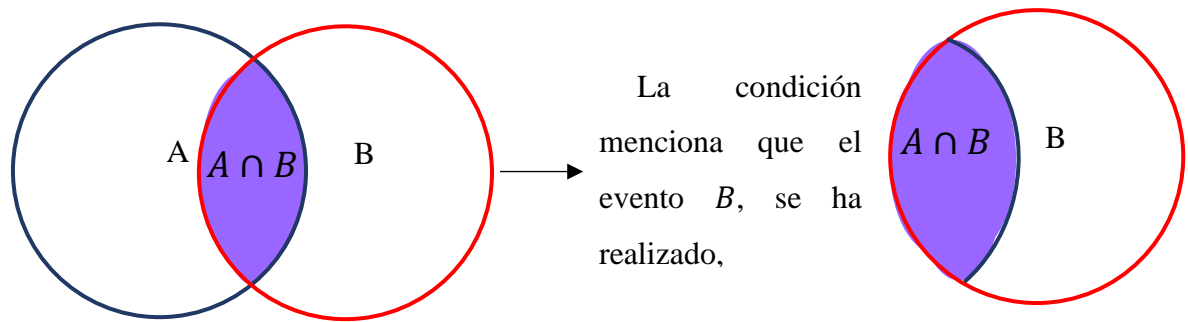 A
A ∩ B
B
La condición
menciona que el
evento B, se ha
realizado,
A ∩ B
B